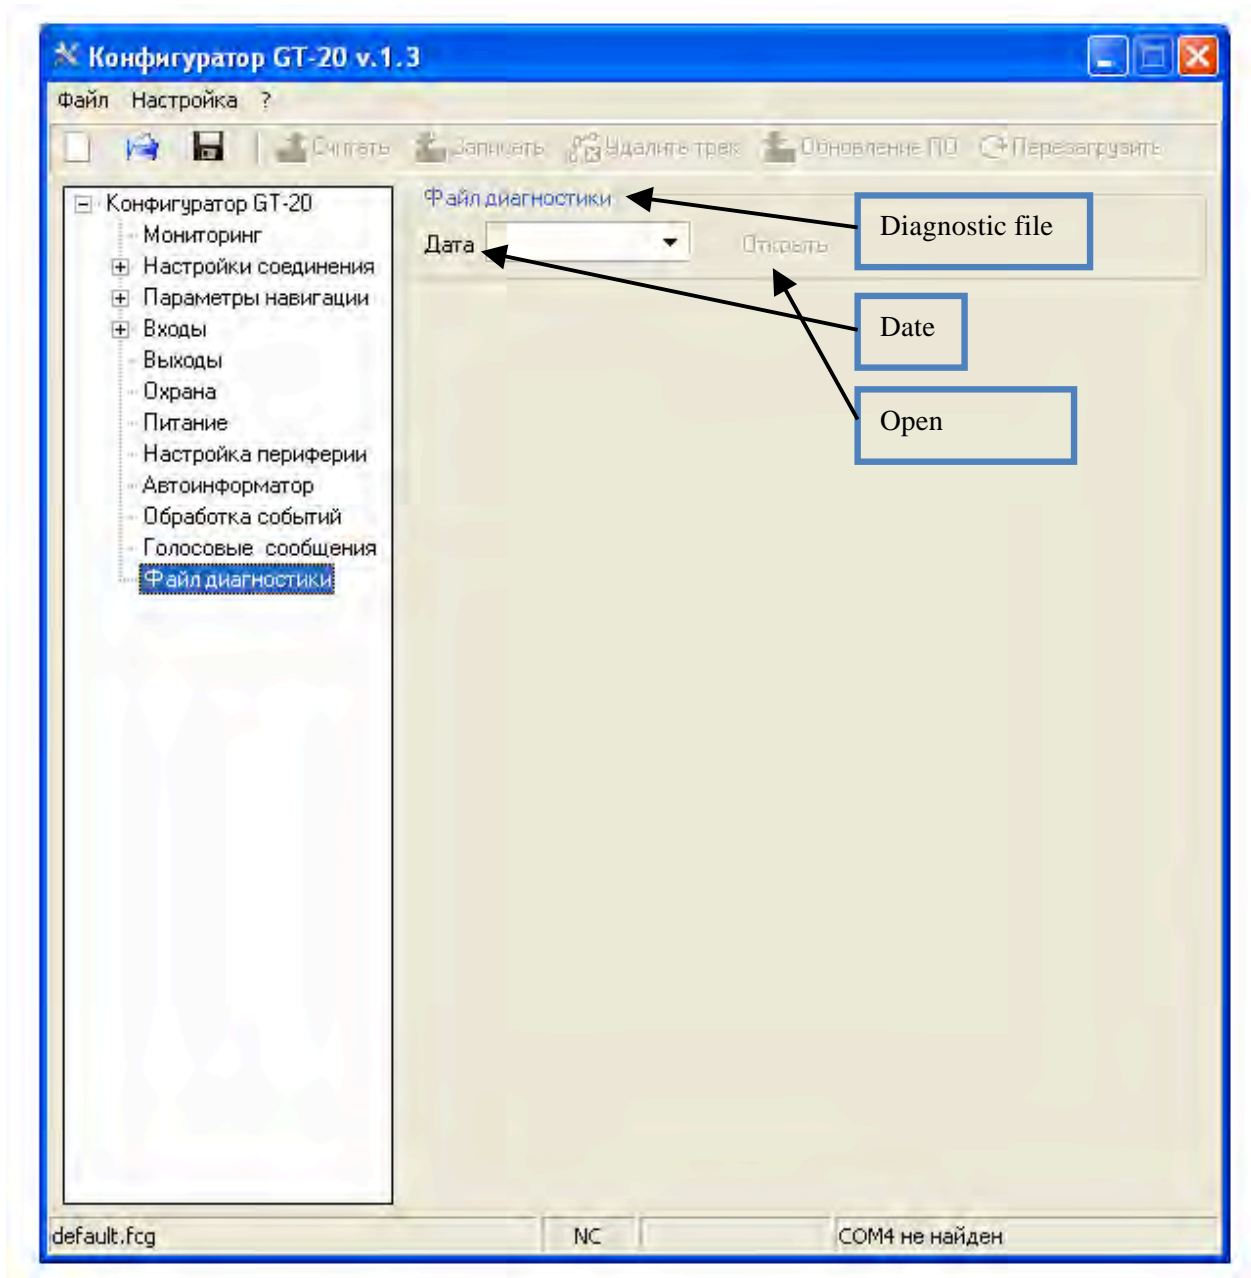 Конфигуратор GT-20 v.1.3
Файл Настройка ?
Считать Записать Удалить трек Обновление ПО Перезагрузить
Конфигуратор GT-20
Мониторинг
Настройки соединения
Параметры навигации
Входы
Выходы
Охрана
Питание
Настройка периферии
Автоинформатор
Обработка событий
Голосовые сообщения
Файл диагностики
Файл диагностики
Дата
Открыть
Diagnostic file
Date
Open
default.fcg NC COM4 не найден